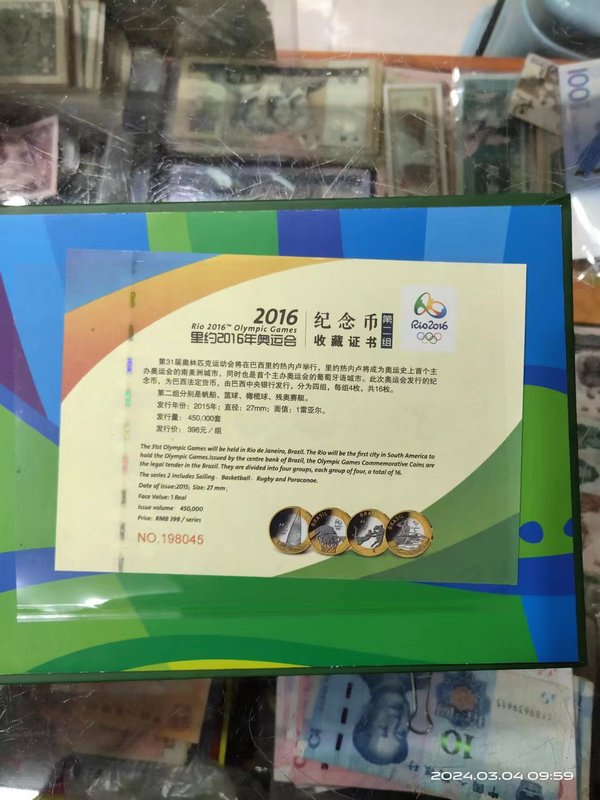 100
2016
Rio 2016™ Olympic Games
里约2016年奥运会
纪念币
收藏证书
第二组
Rio2016
第31届奥林匹克运动会将在巴西里约热内卢举行，里约热内卢将成为奥运史上首个主
办奥运会的南美洲城市，同时也是首个主办奥运会的葡萄牙语城市。此次奥运会发行的纪
念币，为巴西法定货币，由巴西中央银行发行，分为四组，每组4枚，共16枚。
第二组分别是帆船、篮球、橄榄球、残奥赛艇。
发行年份：2015年；直径：27mm；面值：1雷亚尔。
发行量：450,000套
发行价：398元／组
The 31st Olympic Games will be held in Rio de Janeiro, Brazil. The Rio will be the first city in South America to
hold the Olympic Games.Issued by the centre bank of Brazil, the Olympic Games Commemorative Coins are
the legal tender in the Brazil. They are divided into four groups, each group of four, a total of 16.
The series 2 includes Sailing Basketball Rugby and Paracanoe.
Date of issue:2015; Size: 27 mm;
Face Value: 1 Real
Issue volume 450,000
Price: RMB 398 / series
NO.198045
BRASIL
10
2024.03.04 09:59